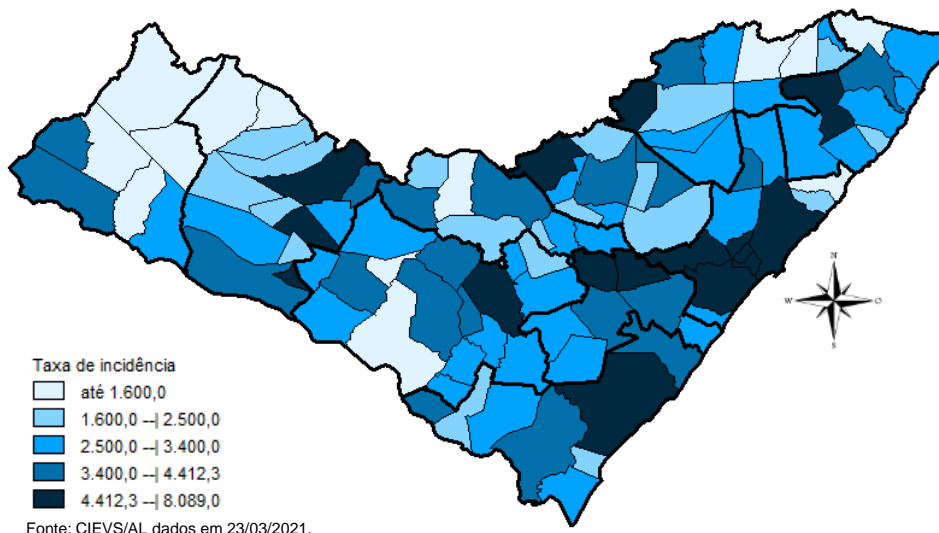 N
W
O
S
Taxa de incidência
até 1.600,0
1.600,0 --| 2.500,0
2.500,0 --| 3.400,0
3.400,0 --| 4.412,3
4.412,3 --| 8.089,0
Fonte: CIEVS/AL dados em 23/03/2021.